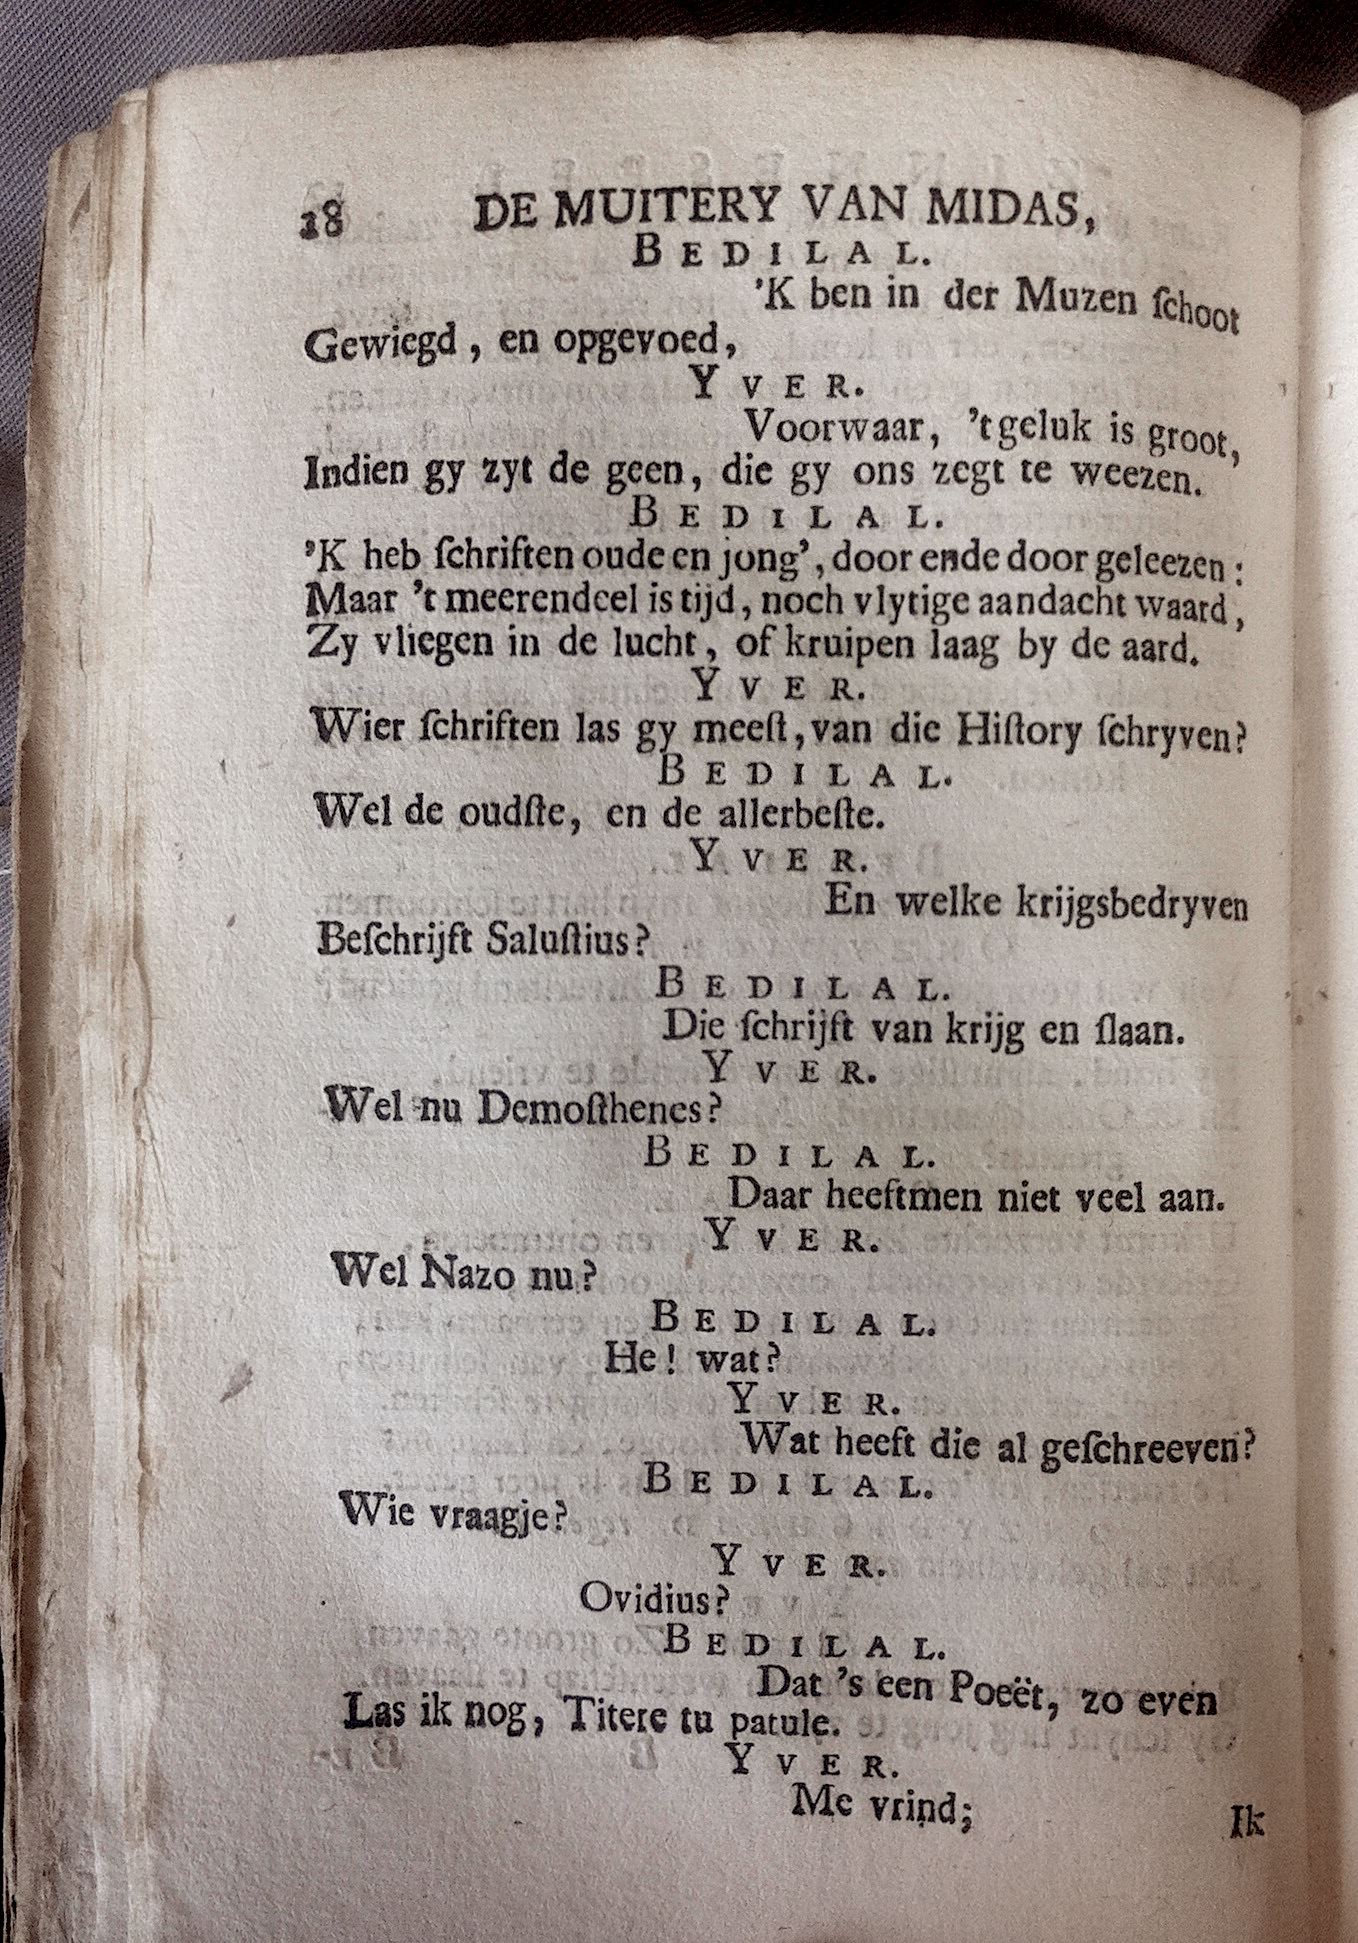 18 DE MUITERY VAN MIDAS,
BEDILAL.
'K ben in der Muzen ſchoot
Gewiegd, en opgevoed,
YVER.
Voorwaar, 't geluk is groot,
Indien gy zyt de geen, die gy ons zegt te weezen.
BEDILAL.
'K heb ſchriften oude en jong', door ende door geleezen:
Maar 't meerendeel is tijd, noch vlytige aandacht waard,
Zy vliegen in de lucht, of kruipen laag by de aard.
YVER.
Wier ſchriften las gy meeſt, van die Hiſtory ſchryven?
BEDILAL.
Wel de oudſte, en de allerbeſte.
YVER.
En welke krijgsbedryven
Beſchrijft Saluſtius?
BEDILAL.
Die ſchrijft van krijg en ſlaan.
YVER.
Wel nu Demoſthenes?
BEDILAL.
Daar heeftmen niet veel aan.
YVER.
Wel Nazo nu?
BEDILAL.
He! wat?
YVER.
Wat heeft die al geſchreeven?
BEDILAL.
Wie vraagje?
YVER.
Ovidius?
BEDILAL.
Dat 's een Poeët, zo even
Las ik nog, Titere tu patule.
YVER.
Me vrind;
Ik